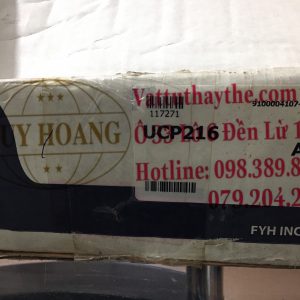 UY HOANG
Vattuthaythe.com
9100004107-
117271
UCP216
Đền Lừ
Hotline: 098.389.8
079.204.2
FYH INC